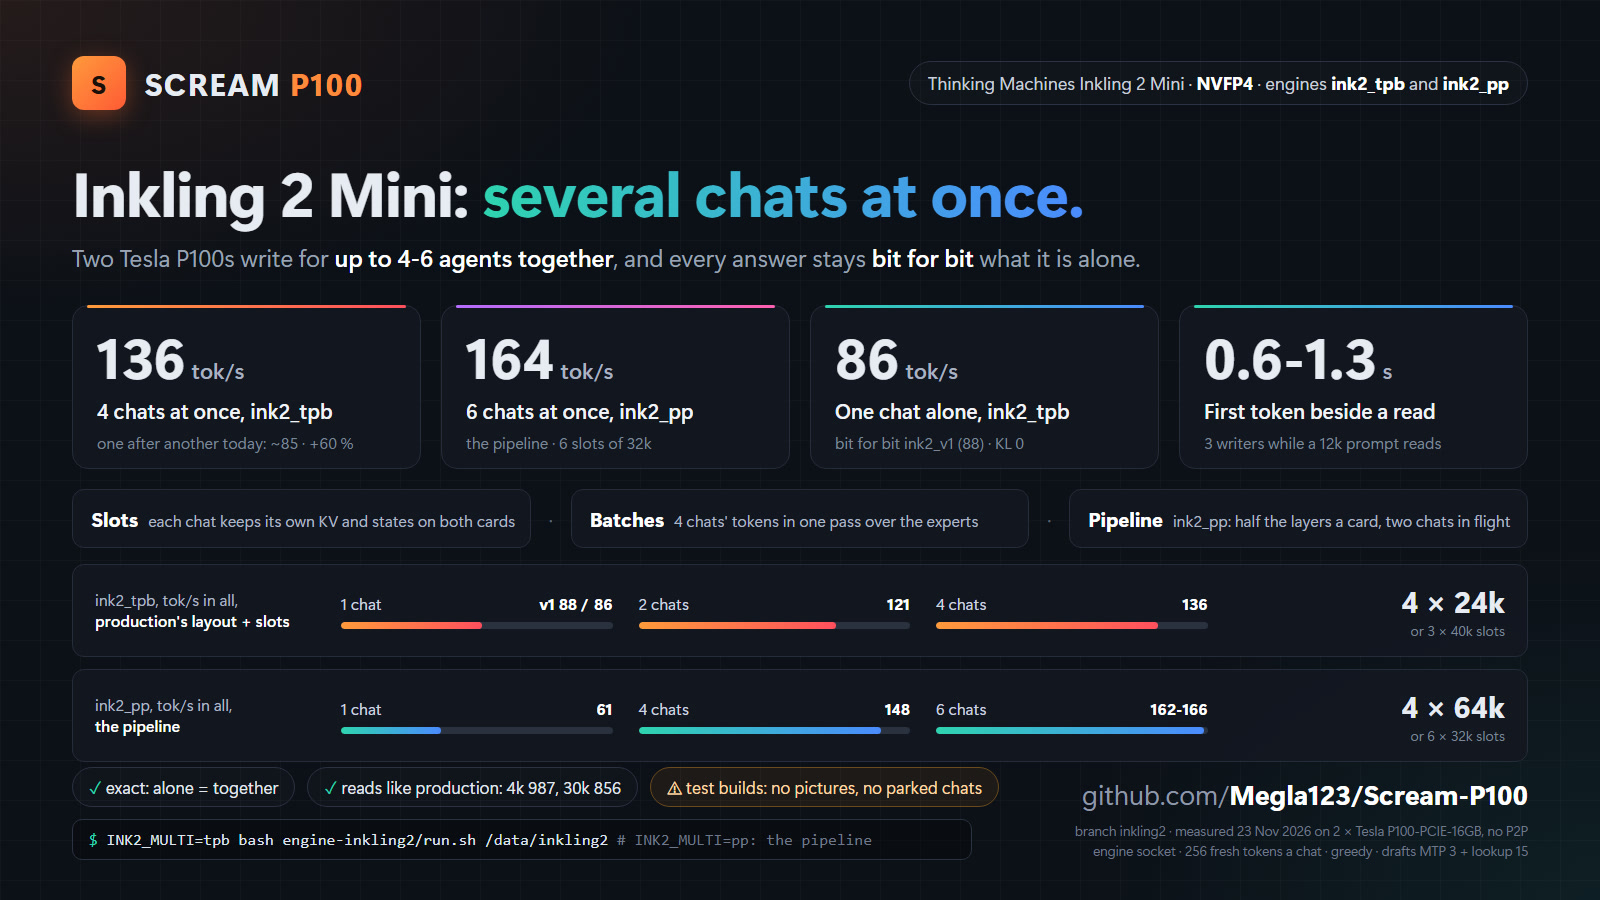 S
SCREAM P100
Thinking Machines Inkling 2 Mini · NVFP4 · engines ink2_tpb and ink2_pp
Inkling 2 Mini: several chats at once.
Two Tesla P100s write for up to 4-6 agents together, and every answer stays bit for bit what it is alone.
136 tok/s
4 chats at once, ink2_tpb
one after another today: ~85 · +60 %
164 tok/s
6 chats at once, ink2_pp
the pipeline · 6 slots of 32k
86 tok/s
One chat alone, ink2_tpb
bit for bit ink2_v1 (88) · KL 0
0.6-1.3 s
First token beside a read
3 writers while a 12k prompt reads
Slots each chat keeps its own KV and states on both cards
·
Batches 4 chats' tokens in one pass over the experts
·
Pipeline ink2_pp: half the layers a card, two chats in flight
ink2_tpb, tok/s in all,
production's layout + slots
1 chat v1 88 / 86
2 chats 121
4 chats 136
4 × 24k
or 3 × 40k slots
ink2_pp, tok/s in all,
the pipeline
1 chat 61
4 chats 148
6 chats 162-166
4 × 64k
or 6 × 32k slots
✓ exact: alone = together
✓ reads like production: 4k 987, 30k 856
⚠ test builds: no pictures, no parked chats
$ INK2_MULTI=tpb bash engine-inkling2/run.sh /data/inkling2 # INK2_MULTI=pp: the pipeline
github.com/Megla123/Scream-P100
branch inkling2 · measured 23 Nov 2026 on 2 × Tesla P100-PCIE-16GB, no P2P
engine socket · 256 fresh tokens a chat · greedy · drafts MTP 3 + lookup 15